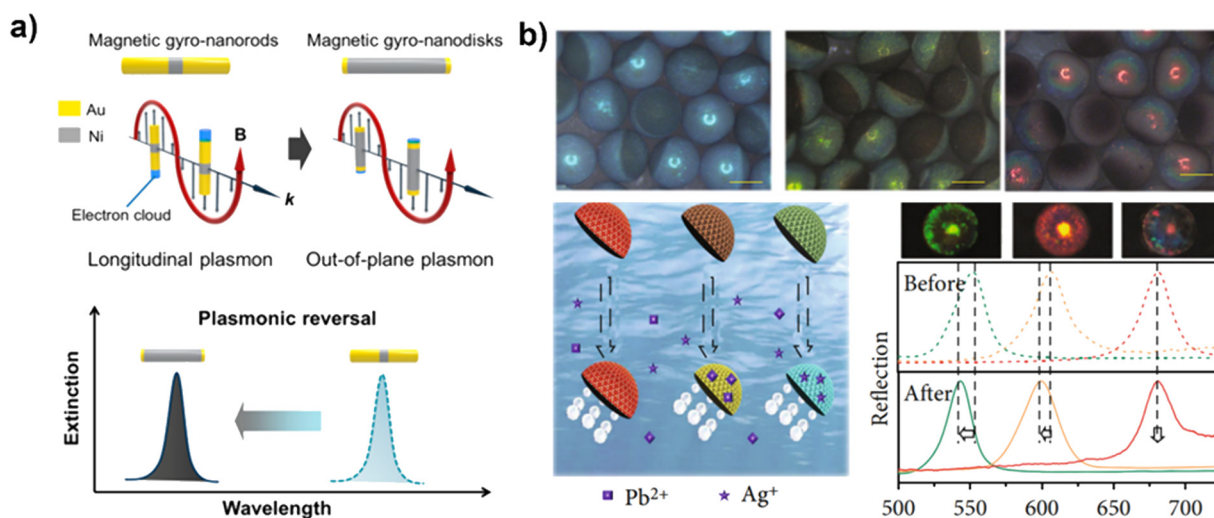 a)
Magnetic gyro-nanorods
Magnetic gyro-nanodisks
Au
Ni
B
k
Electron cloud
Longitudinal plasmon
Out-of-plane plasmon
Plasmonic reversal
Extinction
Wavelength
b)
Pb²⁺
Ag⁺
Before
After
Reflection
500
550
600
650
700